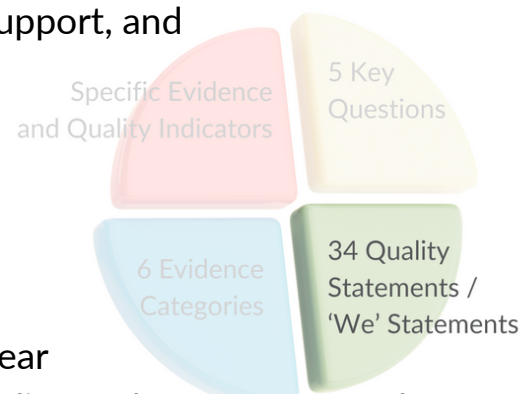 upport, and
Specific Evidence
and Quality Indicators
5 Key
Questions
6 Evidence
Categories
34 Quality
Statements /
‘We’ Statements
ear